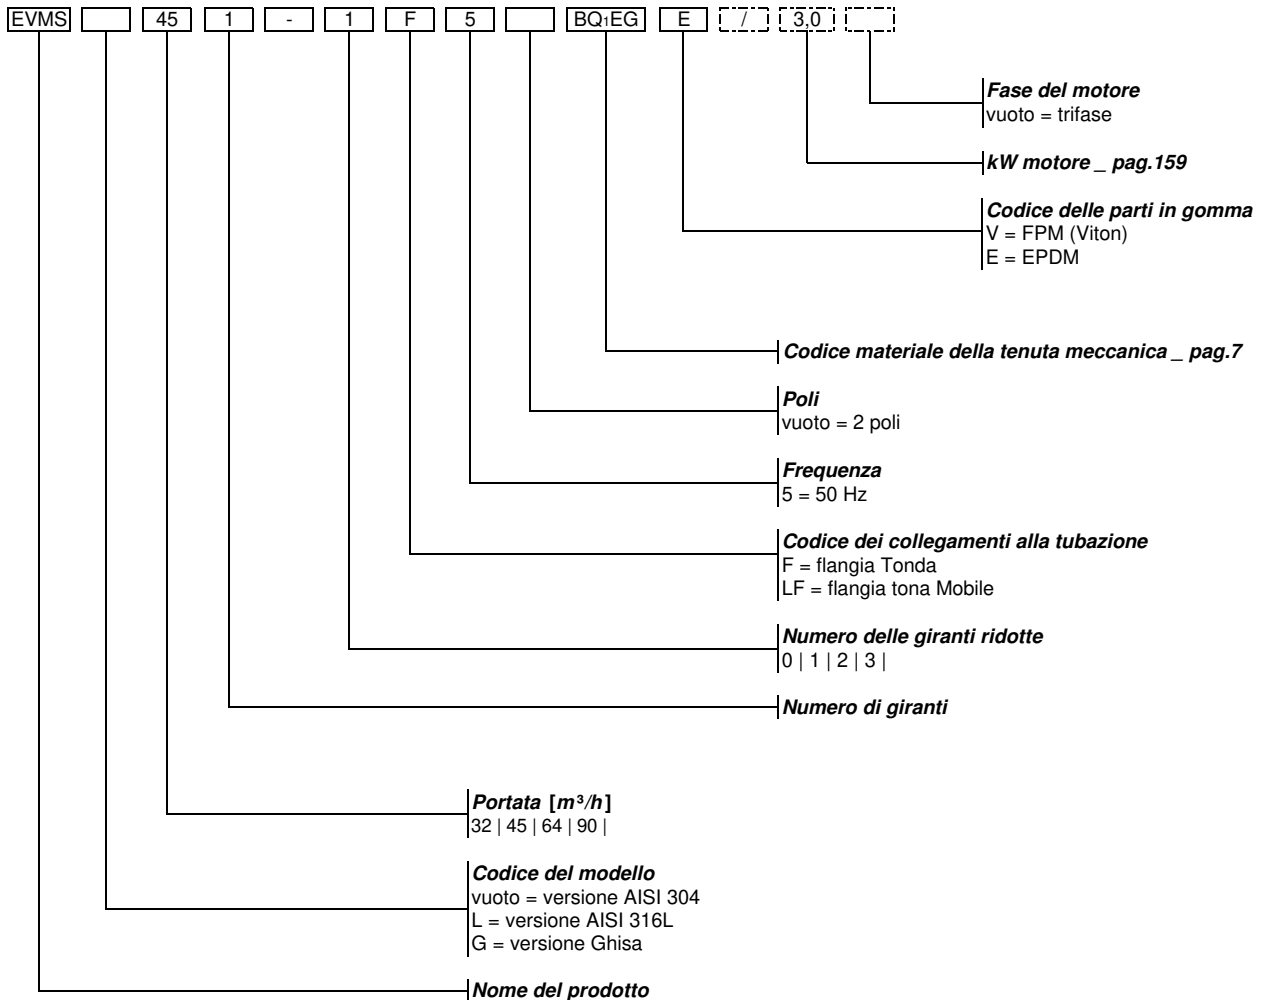 EVMS 45 1 - 1 F 5 BQ1EG E / 3,0
Fase del motore
vuoto = trifase
kW motore _ pag.159
Codice delle parti in gomma
V = FPM (Viton)
E = EPDM
Codice materiale della tenuta meccanica _ pag.7
Poli
vuoto = 2 poli
Frequenza
5 = 50 Hz
Codice dei collegamenti alla tubazione
F = flangia Tonda
LF = flangia tona Mobile
Numero delle giranti ridotte
0 | 1 | 2 | 3 |
Numero di giranti
Portata [m³/h]
32 | 45 | 64 | 90 |
Codice del modello
vuoto = versione AISI 304
L = versione AISI 316L
G = versione Ghisa
Nome del prodotto